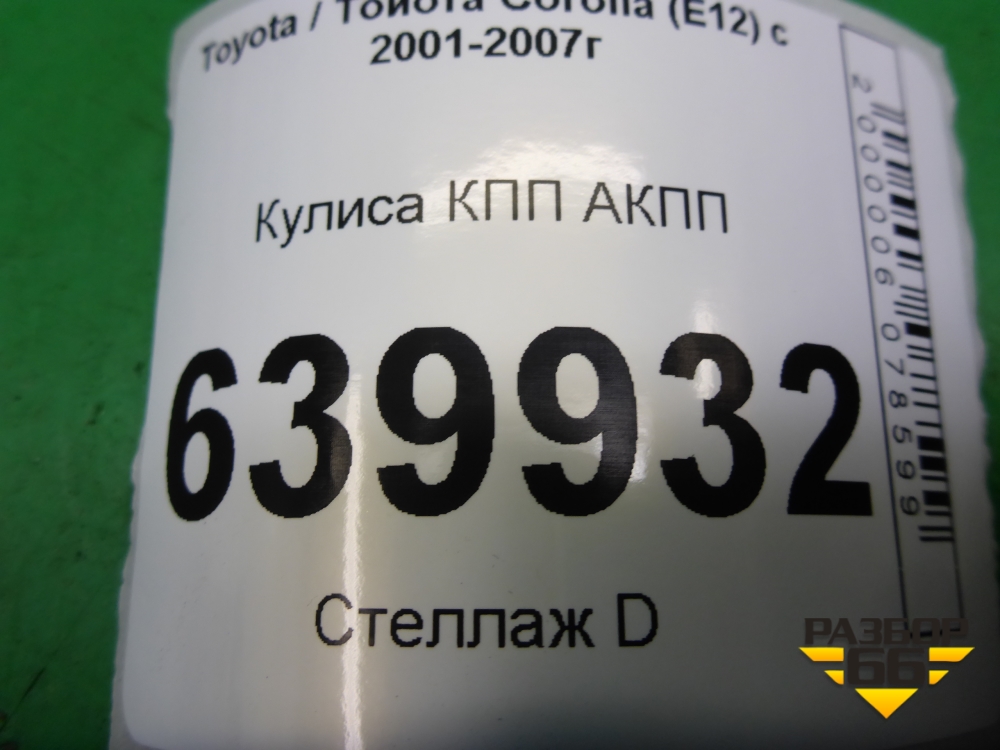 Toyota / Тойота Corolla (E12) с
2001-2007г
Кулиса КПП АКПП
639932
Стеллаж D
2000006078599
РАЗБОР
66